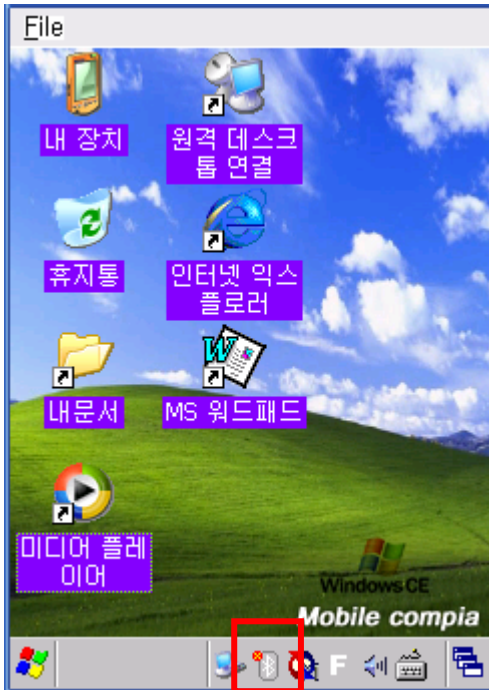 File
내 장치
원격 데스크
톱 연결
휴지통
인터넷 익스
플로러
내문서
MS 워드패드
미디어 플레
이어
Windows CE
Mobile compia
F